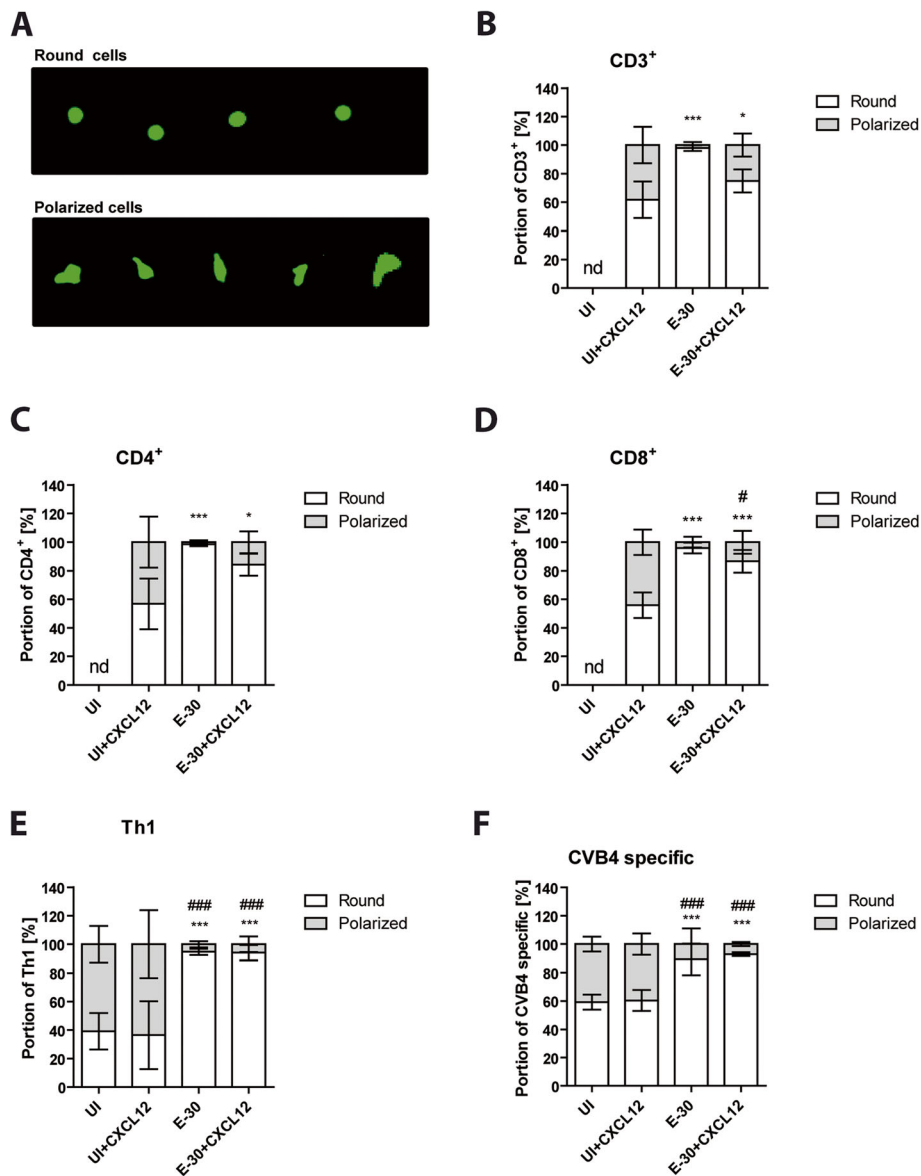 A
Round cells
Polarized cells
B
CD3+
Portion of CD3+ [%]
140
120
100
80
60
40
20
0
nd
***
*
UI
UI+CXCL12
E-30
E-30+CXCL12
Round
Polarized
C
CD4+
Portion of CD4+ [%]
140
120
100
80
60
40
20
0
nd
***
*
UI
UI+CXCL12
E-30
E-30+CXCL12
Round
Polarized
D
CD8+
Portion of CD8+ [%]
140
120
100
80
60
40
20
0
nd
***
#
***
UI
UI+CXCL12
E-30
E-30+CXCL12
Round
Polarized
E
Th1
Portion of Th1 [%]
140
120
100
80
60
40
20
0
###
***
###
***
UI
UI+CXCL12
E-30
E-30+CXCL12
Round
Polarized
F
CVB4 specific
Portion of CVB4 specific [%]
140
120
100
80
60
40
20
0
###
***
###
***
UI
UI+CXCL12
E-30
E-30+CXCL12
Round
Polarized